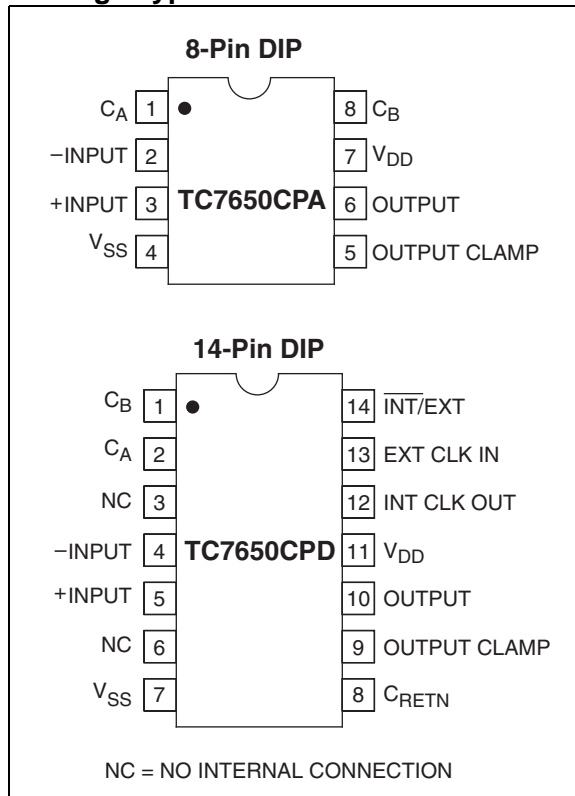 8-Pin DIP
C_A 1 8 C_B
−INPUT 2 7 V_DD
+INPUT 3 TC7650CPA 6 OUTPUT
V_SS 4 5 OUTPUT CLAMP
14-Pin DIP
C_B 1 14 I̅N̅T̅/EXT
C_A 2 13 EXT CLK IN
NC 3 12 INT CLK OUT
−INPUT 4 TC7650CPD 11 V_DD
+INPUT 5 10 OUTPUT
NC 6 9 OUTPUT CLAMP
V_SS 7 8 C_RETN
NC = NO INTERNAL CONNECTION